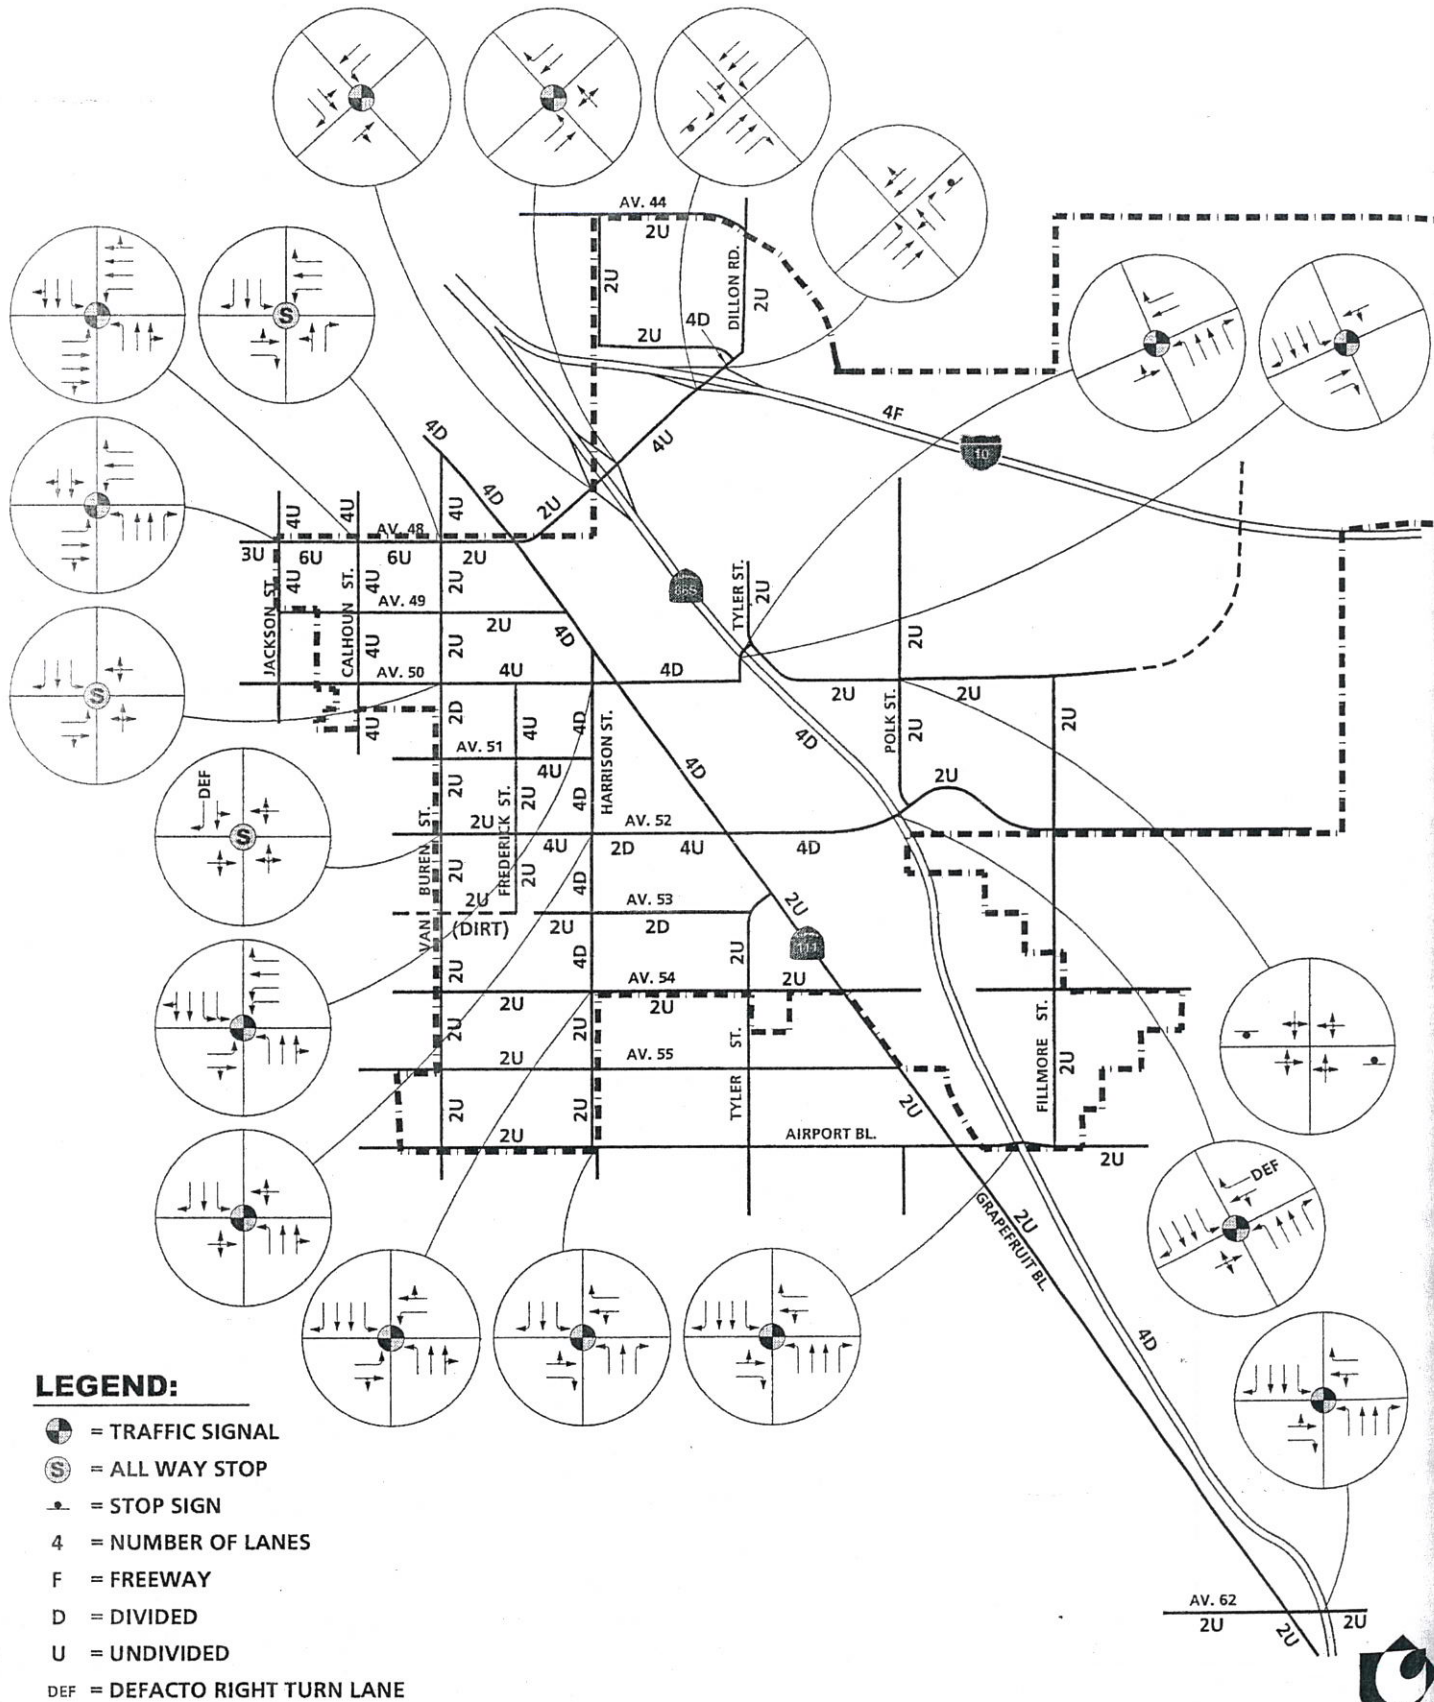 AV. 44
2U
2U
DILLON RD.
2U
4D
2U
4F
10
4U
4D
4D
2U
S
4U
4U
4U
AV. 48
3U
6U
6U
2U
4U
4U
2U
JACKSON ST.
CALHOUN ST.
AV. 49
2U
4D
86S
TYLER ST.
2U
2U
4U
2U
AV. 50
4U
4D
2U
2U
S
4U
2D
4U
4D
HARRISON ST.
4D
POLK ST.
2U
2U
AV. 51
4U
4D
2U
DEF
S
2U
2U
4D
FREDERICK ST.
VAN BUREN ST.
2U
AV. 52
4U
2D
4U
4D
2U
2U
4D
2U
(DIRT)
AV. 53
2U
2D
2U
111
2U
4D
2U
AV. 54
2U
2U
2U
2U
2U
TYLER ST.
FILLMORE ST.
2U
AV. 55
2U
2U
2U
2U
2U
AIRPORT BL.
2U
DEF
GRAPEFRUIT BL.
2U
4D
AV. 62
2U
2U
2U
LEGEND:
= TRAFFIC SIGNAL
S = ALL WAY STOP
= STOP SIGN
4 = NUMBER OF LANES
F = FREEWAY
D = DIVIDED
U = UNDIVIDED
DEF = DEFACTO RIGHT TURN LANE